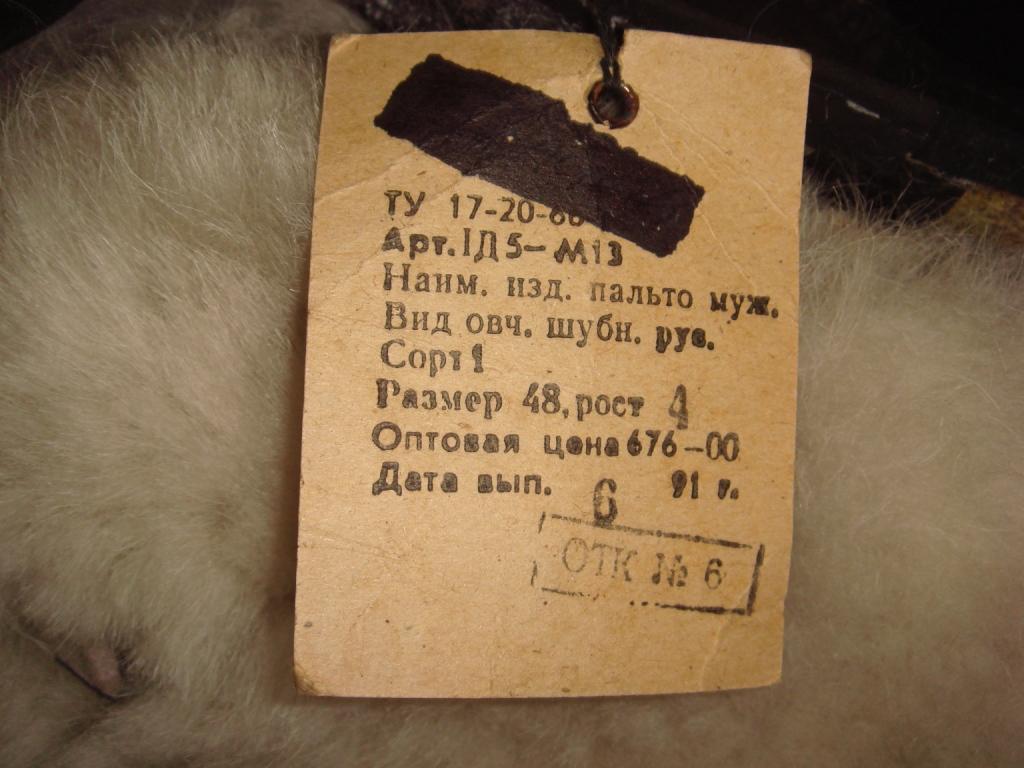 ТУ 17-20-66
Арт. 1Д5-М13
Наим. изд. пальто муж.
Вид овч. шубн. рус.
Сорт 1
Размер 48, рост 4
Оптовая цена 676-00
Дата вып. 6 91 г.
ОТК № 6